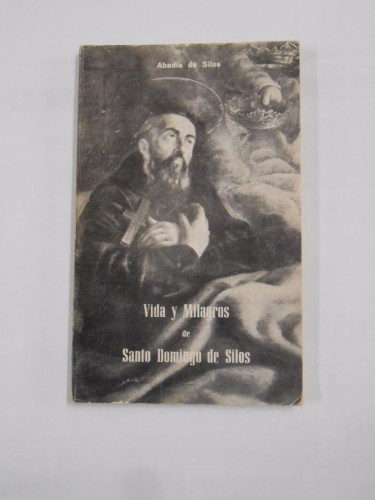 Abadía de Silos
Vida y Milagros
de
Santo Domingo de Silos